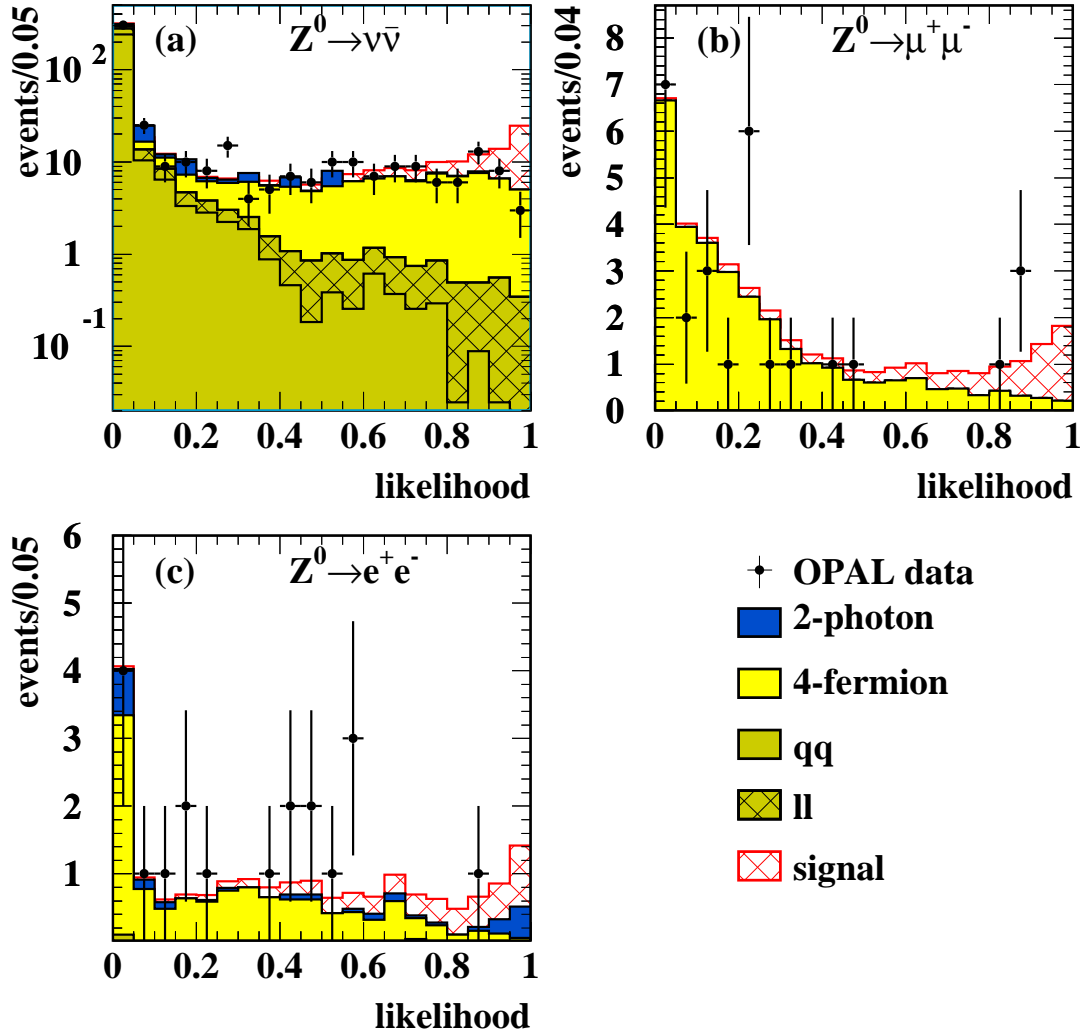 (a) Z⁰→νν̄
events/0.05
10²
10
1
10⁻¹
0 0.2 0.4 0.6 0.8 1
likelihood
(b) Z⁰→μ⁺μ⁻
events/0.04
8
7
6
5
4
3
2
1
0
0 0.2 0.4 0.6 0.8 1
likelihood
(c) Z⁰→e⁺e⁻
events/0.05
6
5
4
3
2
1
0 0.2 0.4 0.6 0.8 1
likelihood
OPAL data
2-photon
4-fermion
qq
ll
signal